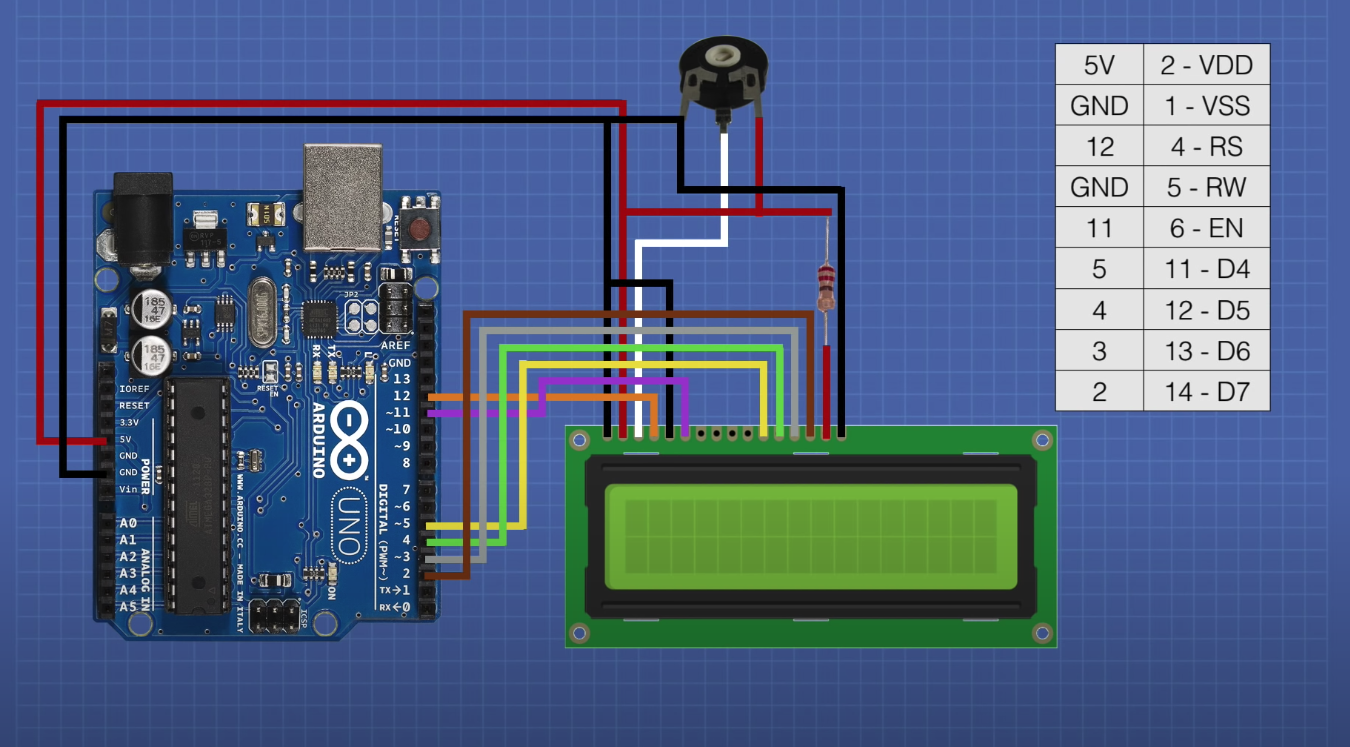 5V 2 - VDD
GND 1 - VSS
12 4 - RS
GND 5 - RW
11 6 - EN
5 11 - D4
4 12 - D5
3 13 - D6
2 14 - D7
RESET
185
47
16E
185
47
16E
JP2
RX
TX
L
RESET
EN
AREF
GND
13
12
~11
~10
~9
8
7
~6
~5
4
~3
2
TX→1
RX←0
DIGITAL (PWM~)
IOREF
RESET
3.3V
5V
GND
GND
Vin
POWER
A0
A1
A2
A3
A4
A5
ANALOG IN
ARDUINO
UNO
WWW.ARDUINO.CC - MADE IN ITALY
ON
ICSP